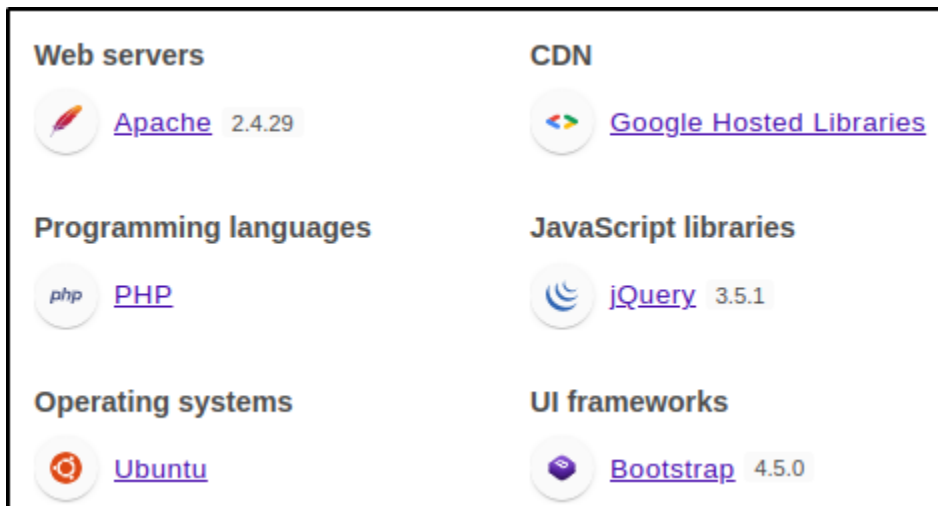 Web servers
Apache 2.4.29
CDN
Google Hosted Libraries
Programming languages
php PHP
JavaScript libraries
jQuery 3.5.1
Operating systems
Ubuntu
UI frameworks
Bootstrap 4.5.0